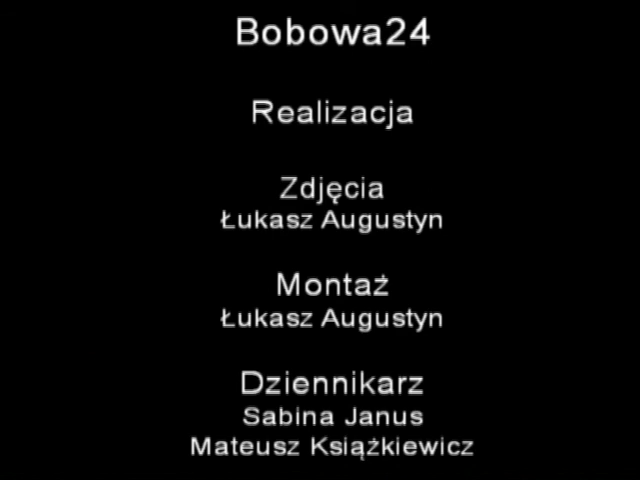 Bobowa24
Realizacja
Zdjęcia
Łukasz Augustyn
Montaż
Łukasz Augustyn
Dziennikarz
Sabina Janus
Mateusz Książkiewicz